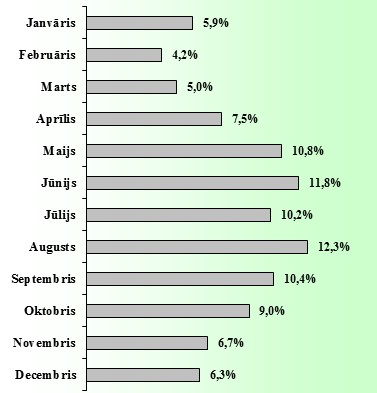 Janvāris 5,9%
Februāris 4,2%
Marts 5,0%
Aprīlis 7,5%
Maijs 10,8%
Jūnijs 11,8%
Jūlijs 10,2%
Augusts 12,3%
Septembris 10,4%
Oktobris 9,0%
Novembris 6,7%
Decembris 6,3%